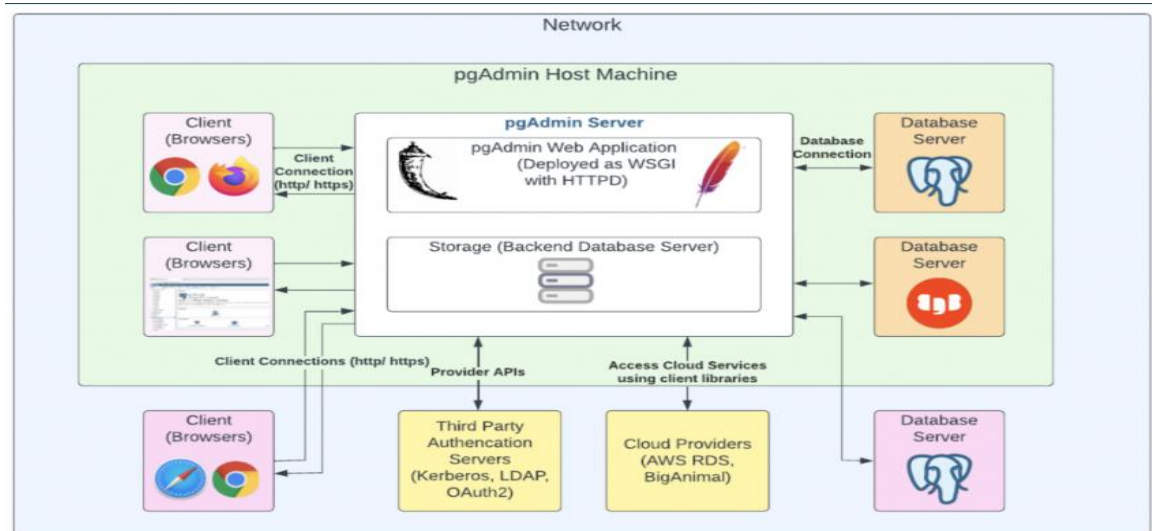 Network
pgAdmin Host Machine
Client
(Browsers)
Client
Connection
(http/ https)
pgAdmin Server
pgAdmin Web Application
(Deployed as WSGI
with HTTPD)
Database
Connection
Database
Server
Client
(Browsers)
Storage (Backend Database Server)
Database
Server
Client Connections (http/ https)
Provider APIs
Access Cloud Services
using client libraries
Client
(Browsers)
Third Party
Authencation
Servers
(Kerberos, LDAP,
OAuth2)
Cloud Providers
(AWS RDS,
BigAnimal)
Database
Server